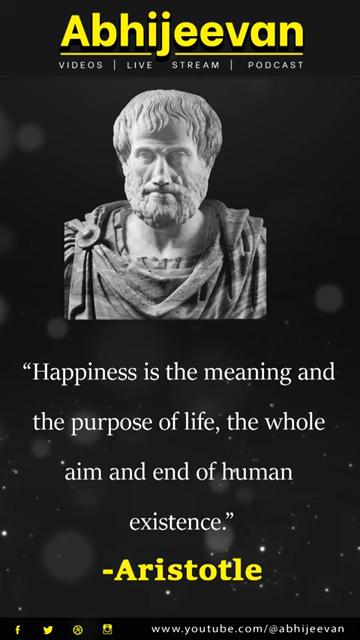 Abhijeevan
VIDEOS | LIVE STREAM | PODCAST
“Happiness is the meaning and
the purpose of life, the whole
aim and end of human
existence.”
-Aristotle
www.youtube.com/@abhijeevan